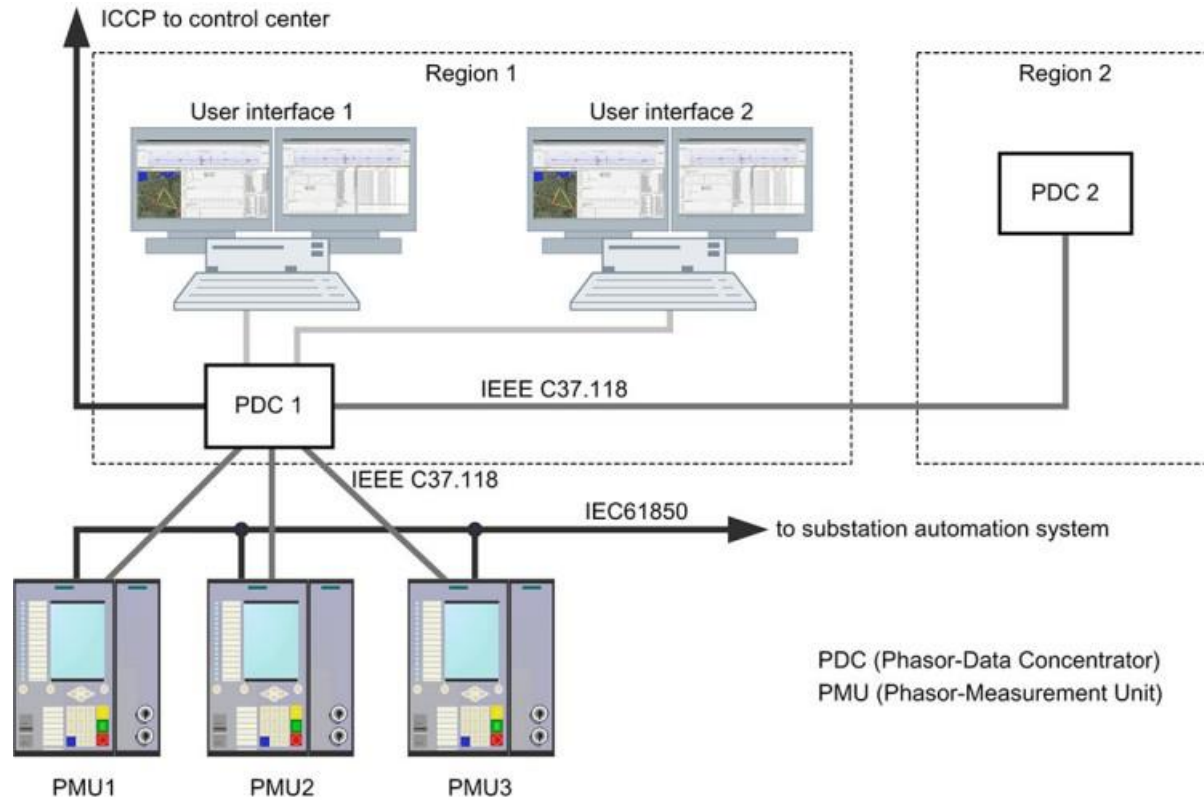 ICCP to control center
Region 1
Region 2
User interface 1
User interface 2
PDC 2
PDC 1
IEEE C37.118
IEEE C37.118
IEC61850
to substation automation system
PDC (Phasor-Data Concentrator)
PMU (Phasor-Measurement Unit)
PMU1
PMU2
PMU3